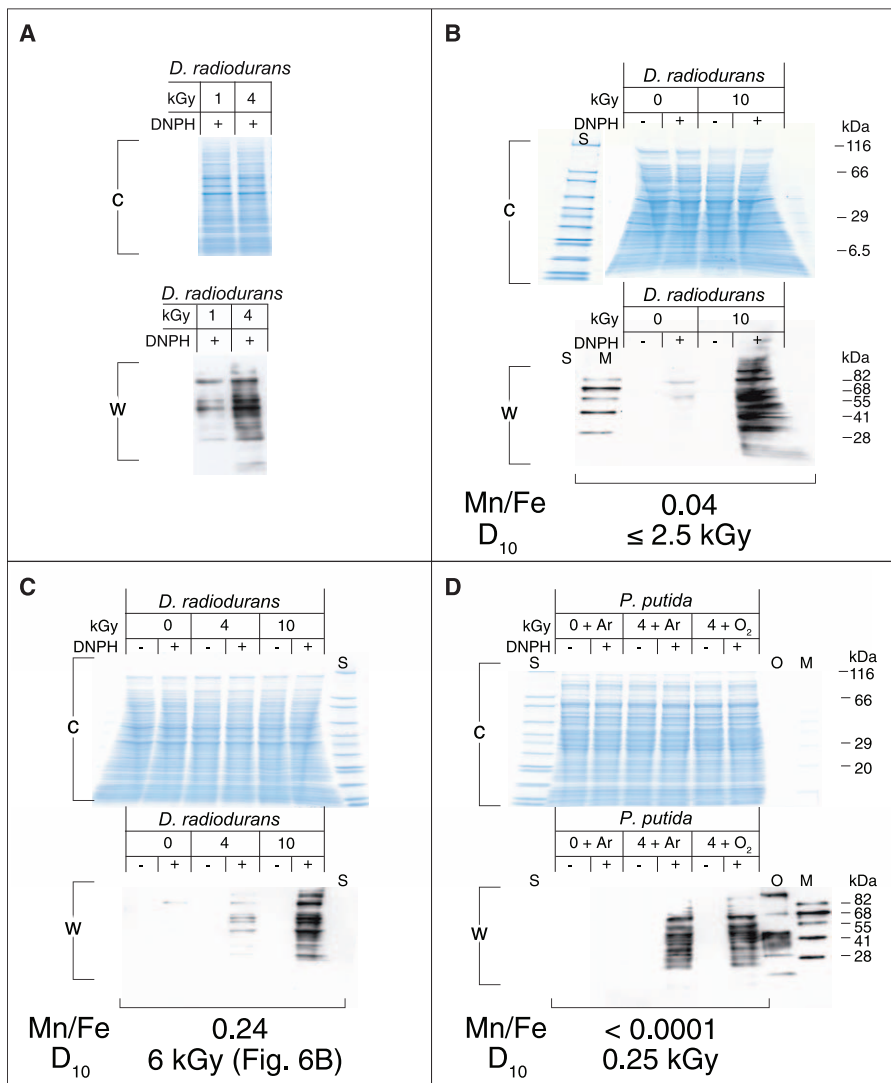 A
D. radiodurans
kGy 1 4
DNPH + +
C
D. radiodurans
kGy 1 4
DNPH + +
W
B
D. radiodurans
kGy 0 10
DNPH - + - +
S
kDa
116
66
29
6.5
C
D. radiodurans
kGy 0 10
DNPH - + - +
S M
kDa
82
68
55
41
28
W
Mn/Fe 0.04
D10 ≤ 2.5 kGy
C
D. radiodurans
kGy 0 4 10
DNPH - + - + - +
S
C
D. radiodurans
0 4 10
- + - + - +
S
W
Mn/Fe 0.24
D10 6 kGy (Fig. 6B)
D
P. putida
kGy 0 + Ar 4 + Ar 4 + O2
DNPH - + - + - +
S O M
kDa
116
66
29
20
C
P. putida
0 + Ar 4 + Ar 4 + O2
- + - + - +
S O M
kDa
82
68
55
41
28
W
Mn/Fe < 0.0001
D10 0.25 kGy